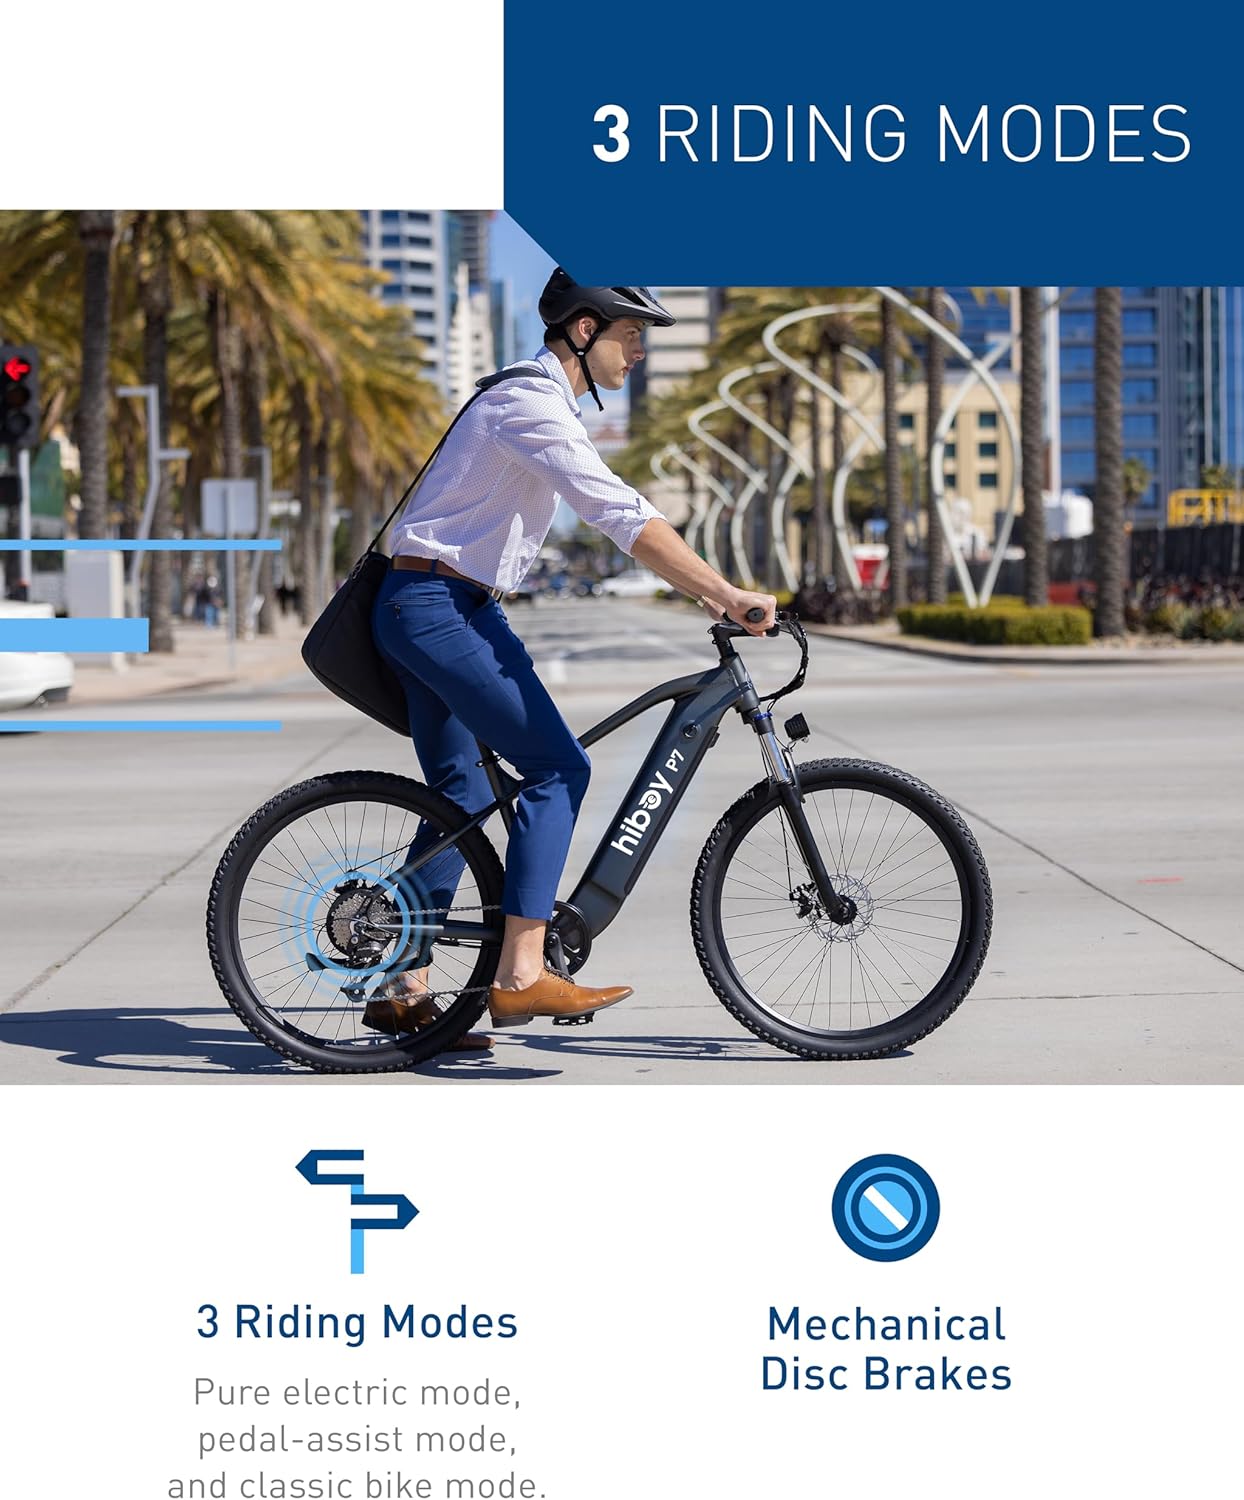 3 RIDING MODES
hiboy P7
3 Riding Modes
Pure electric mode,
pedal-assist mode,
and classic bike mode.
Mechanical
Disc Brakes